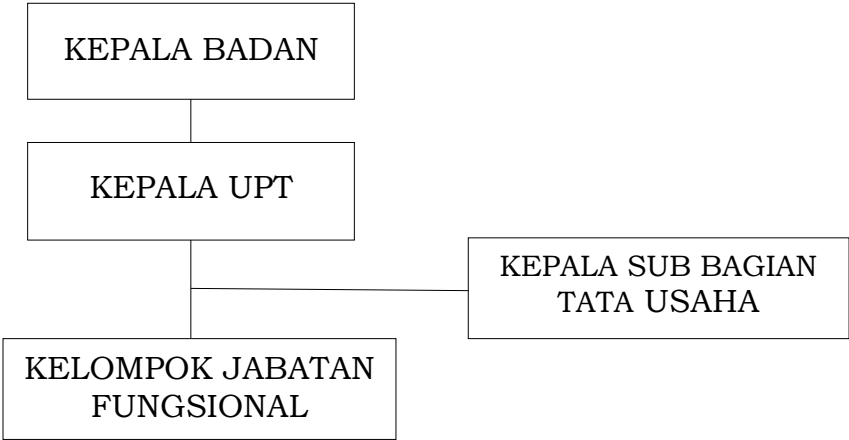 KEPALA BADAN
KEPALA UPT
KEPALA SUB BAGIAN
TATA USAHA
KELOMPOK JABATAN
FUNGSIONAL